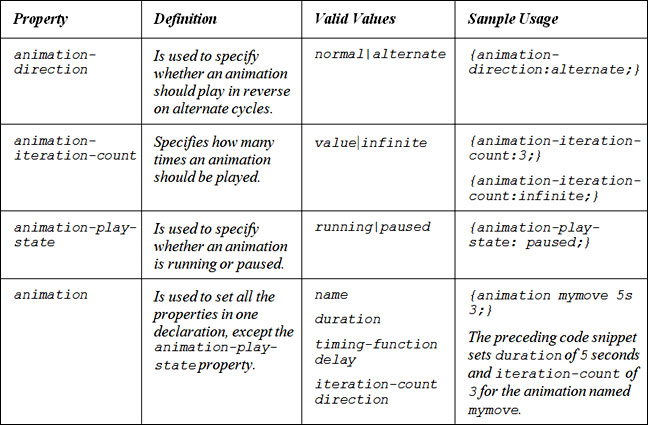 Property Definition Valid Values Sample Usage
animation-
direction
Is used to specify
whether an animation
should play in reverse
on alternate cycles.
normal|alternate
{animation-
direction:alternate;}
animation-
iteration-count
Specifies how many
times an animation
should be played.
value|infinite
{animation-iteration-
count:3;}
{animation-iteration-
count:infinite;}
animation-play-
state
Is used to specify
whether an animation
is running or paused.
running|paused
{animation-play-
state: paused;}
animation
Is used to set all the
properties in one
declaration, except the
animation-play-
state property.
name
duration
timing-function
delay
iteration-count
direction
{animation mymove 5s
3;}
The preceding code snippet
sets duration of 5 seconds
and iteration-count of
3 for the animation named
mymove.